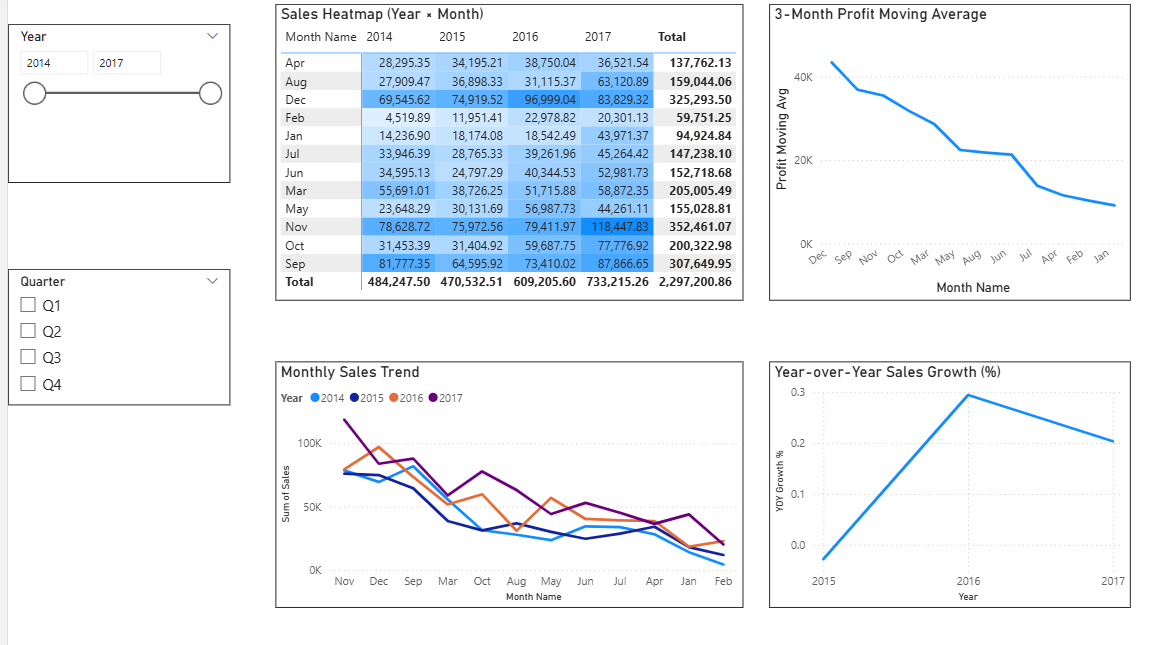 Year
2014 2017
Quarter
Q1
Q2
Q3
Q4
Sales Heatmap (Year × Month)
Month Name 2014 2015 2016 2017 Total
Apr 28,295.35 34,195.21 38,750.04 36,521.54 137,762.13
Aug 27,909.47 36,898.33 31,115.37 63,120.89 159,044.06
Dec 69,545.62 74,919.52 96,999.04 83,829.32 325,293.50
Feb 4,519.89 11,951.41 22,978.82 20,301.13 59,751.25
Jan 14,236.90 18,174.08 18,542.49 43,971.37 94,924.84
Jul 33,946.39 28,765.33 39,261.96 45,264.42 147,238.10
Jun 34,595.13 24,797.29 40,344.53 52,981.73 152,718.68
Mar 55,691.01 38,726.25 51,715.88 58,872.35 205,005.49
May 23,648.29 30,131.69 56,987.73 44,261.11 155,028.81
Nov 78,628.72 75,972.56 79,411.97 118,447.83 352,461.07
Oct 31,453.39 31,404.92 59,687.75 77,776.92 200,322.98
Sep 81,777.35 64,595.92 73,410.02 87,866.65 307,649.95
Total 484,247.50 470,532.51 609,205.60 733,215.26 2,297,200.86
3-Month Profit Moving Average
Profit Moving Avg
40K
20K
0K
Dec Sep Nov Oct Mar May Aug Jun Jul Apr Feb Jan
Month Name
Monthly Sales Trend
Year 2014 2015 2016 2017
Sum of Sales
100K
50K
0K
Nov Dec Sep Mar Oct Aug May Jun Jul Apr Jan Feb
Month Name
Year-over-Year Sales Growth (%)
YOY Growth %
0.3
0.2
0.1
0.0
2015 2016 2017
Year